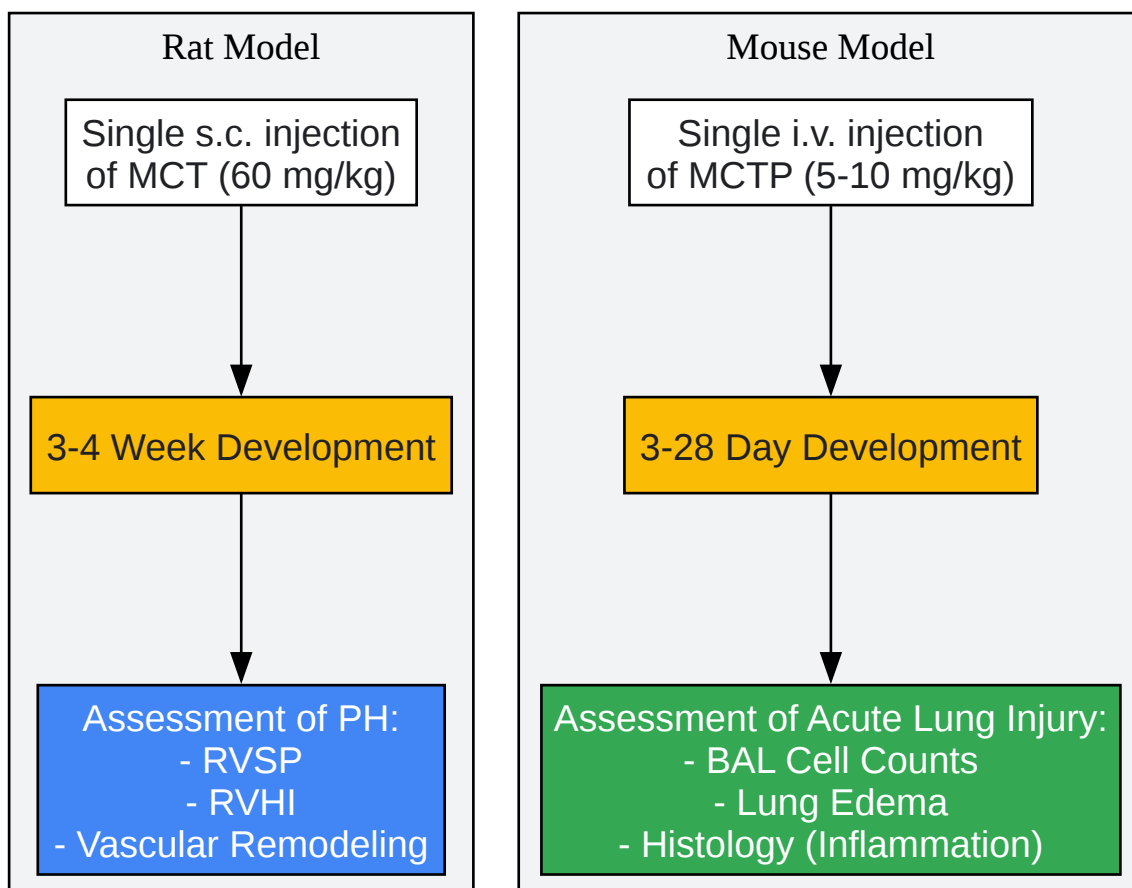 Rat Model
Single s.c. injection
of MCT (60 mg/kg)
3-4 Week Development
Assessment of PH:
- RVSP
- RVHI
- Vascular Remodeling
Mouse Model
Single i.v. injection
of MCTP (5-10 mg/kg)
3-28 Day Development
Assessment of Acute Lung Injury:
- BAL Cell Counts
- Lung Edema
- Histology (Inflammation)